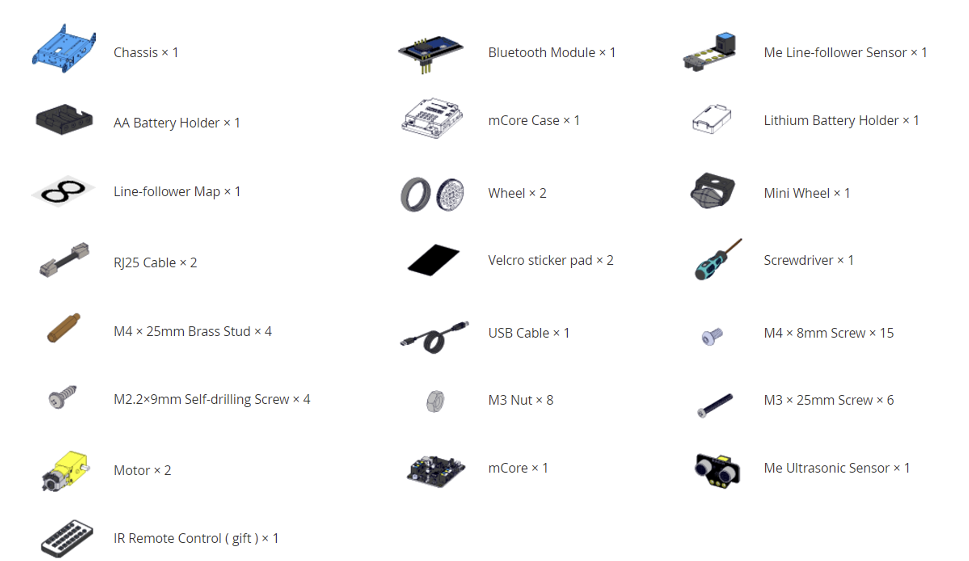 Chassis × 1
Bluetooth Module × 1
Me Line-follower Sensor × 1
AA Battery Holder × 1
mCore Case × 1
Lithium Battery Holder × 1
Line-follower Map × 1
Wheel × 2
Mini Wheel × 1
RJ25 Cable × 2
Velcro sticker pad × 2
Screwdriver × 1
M4 × 25mm Brass Stud × 4
USB Cable × 1
M4 × 8mm Screw × 15
M2.2×9mm Self-drilling Screw × 4
M3 Nut × 8
M3 × 25mm Screw × 6
Motor × 2
mCore × 1
Me Ultrasonic Sensor × 1
IR Remote Control ( gift ) × 1